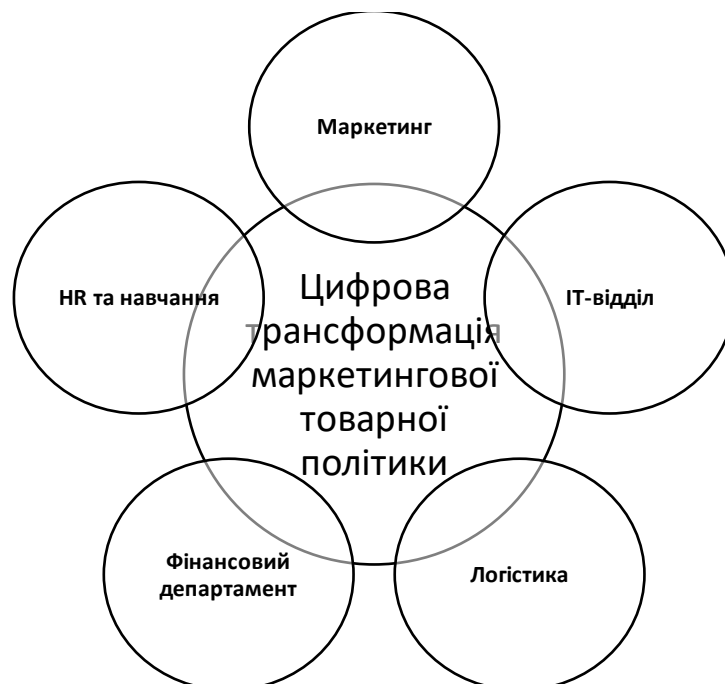 Маркетинг
HR та навчання
Цифрова
трансформація
маркетингової
товарної
політики
ІТ-відділ
Фінансовий
департамент
Логістика